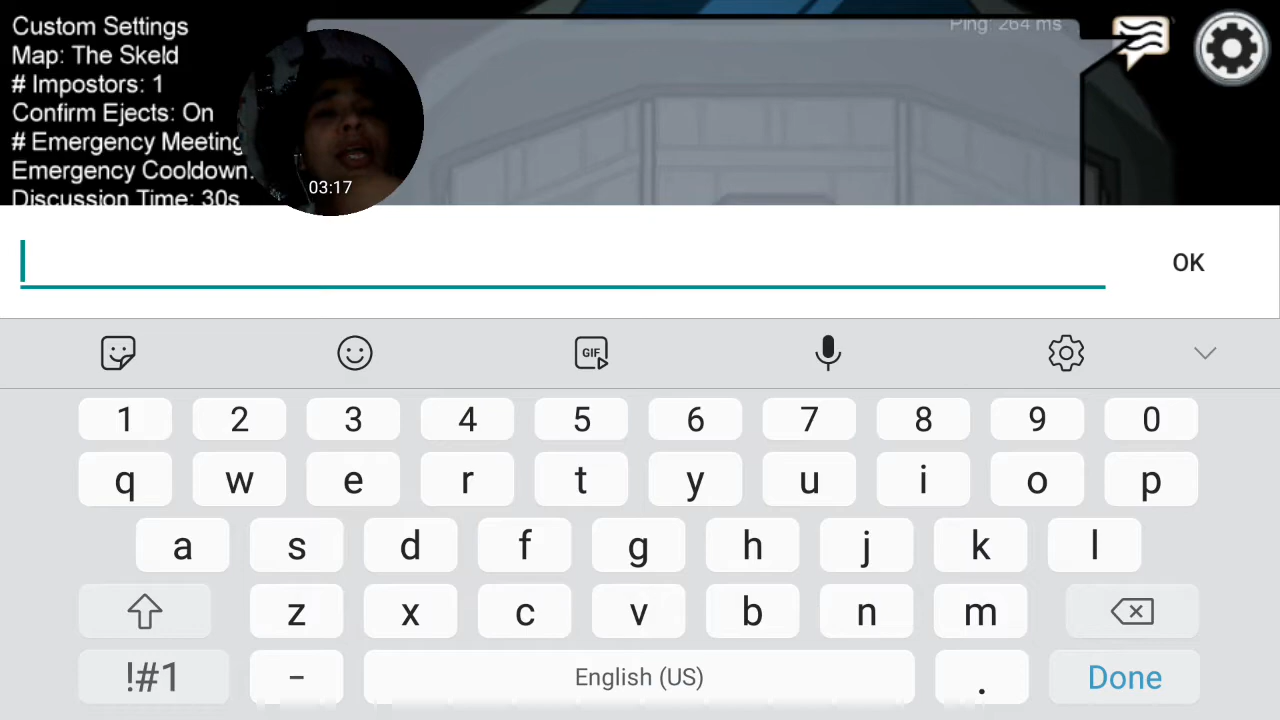 Custom Settings
Map: The Skeld
# Impostors: 1
Confirm Ejects: On
# Emergency Meeting
Emergency Cooldown:
Discussion Time: 30s
Ping: 264 ms
03:17
OK
GIF
1 2 3 4 5 6 7 8 9 0
q w e r t y u i o p
a s d f g h j k l
z x c v b n m
!#1 - English (US) . Done